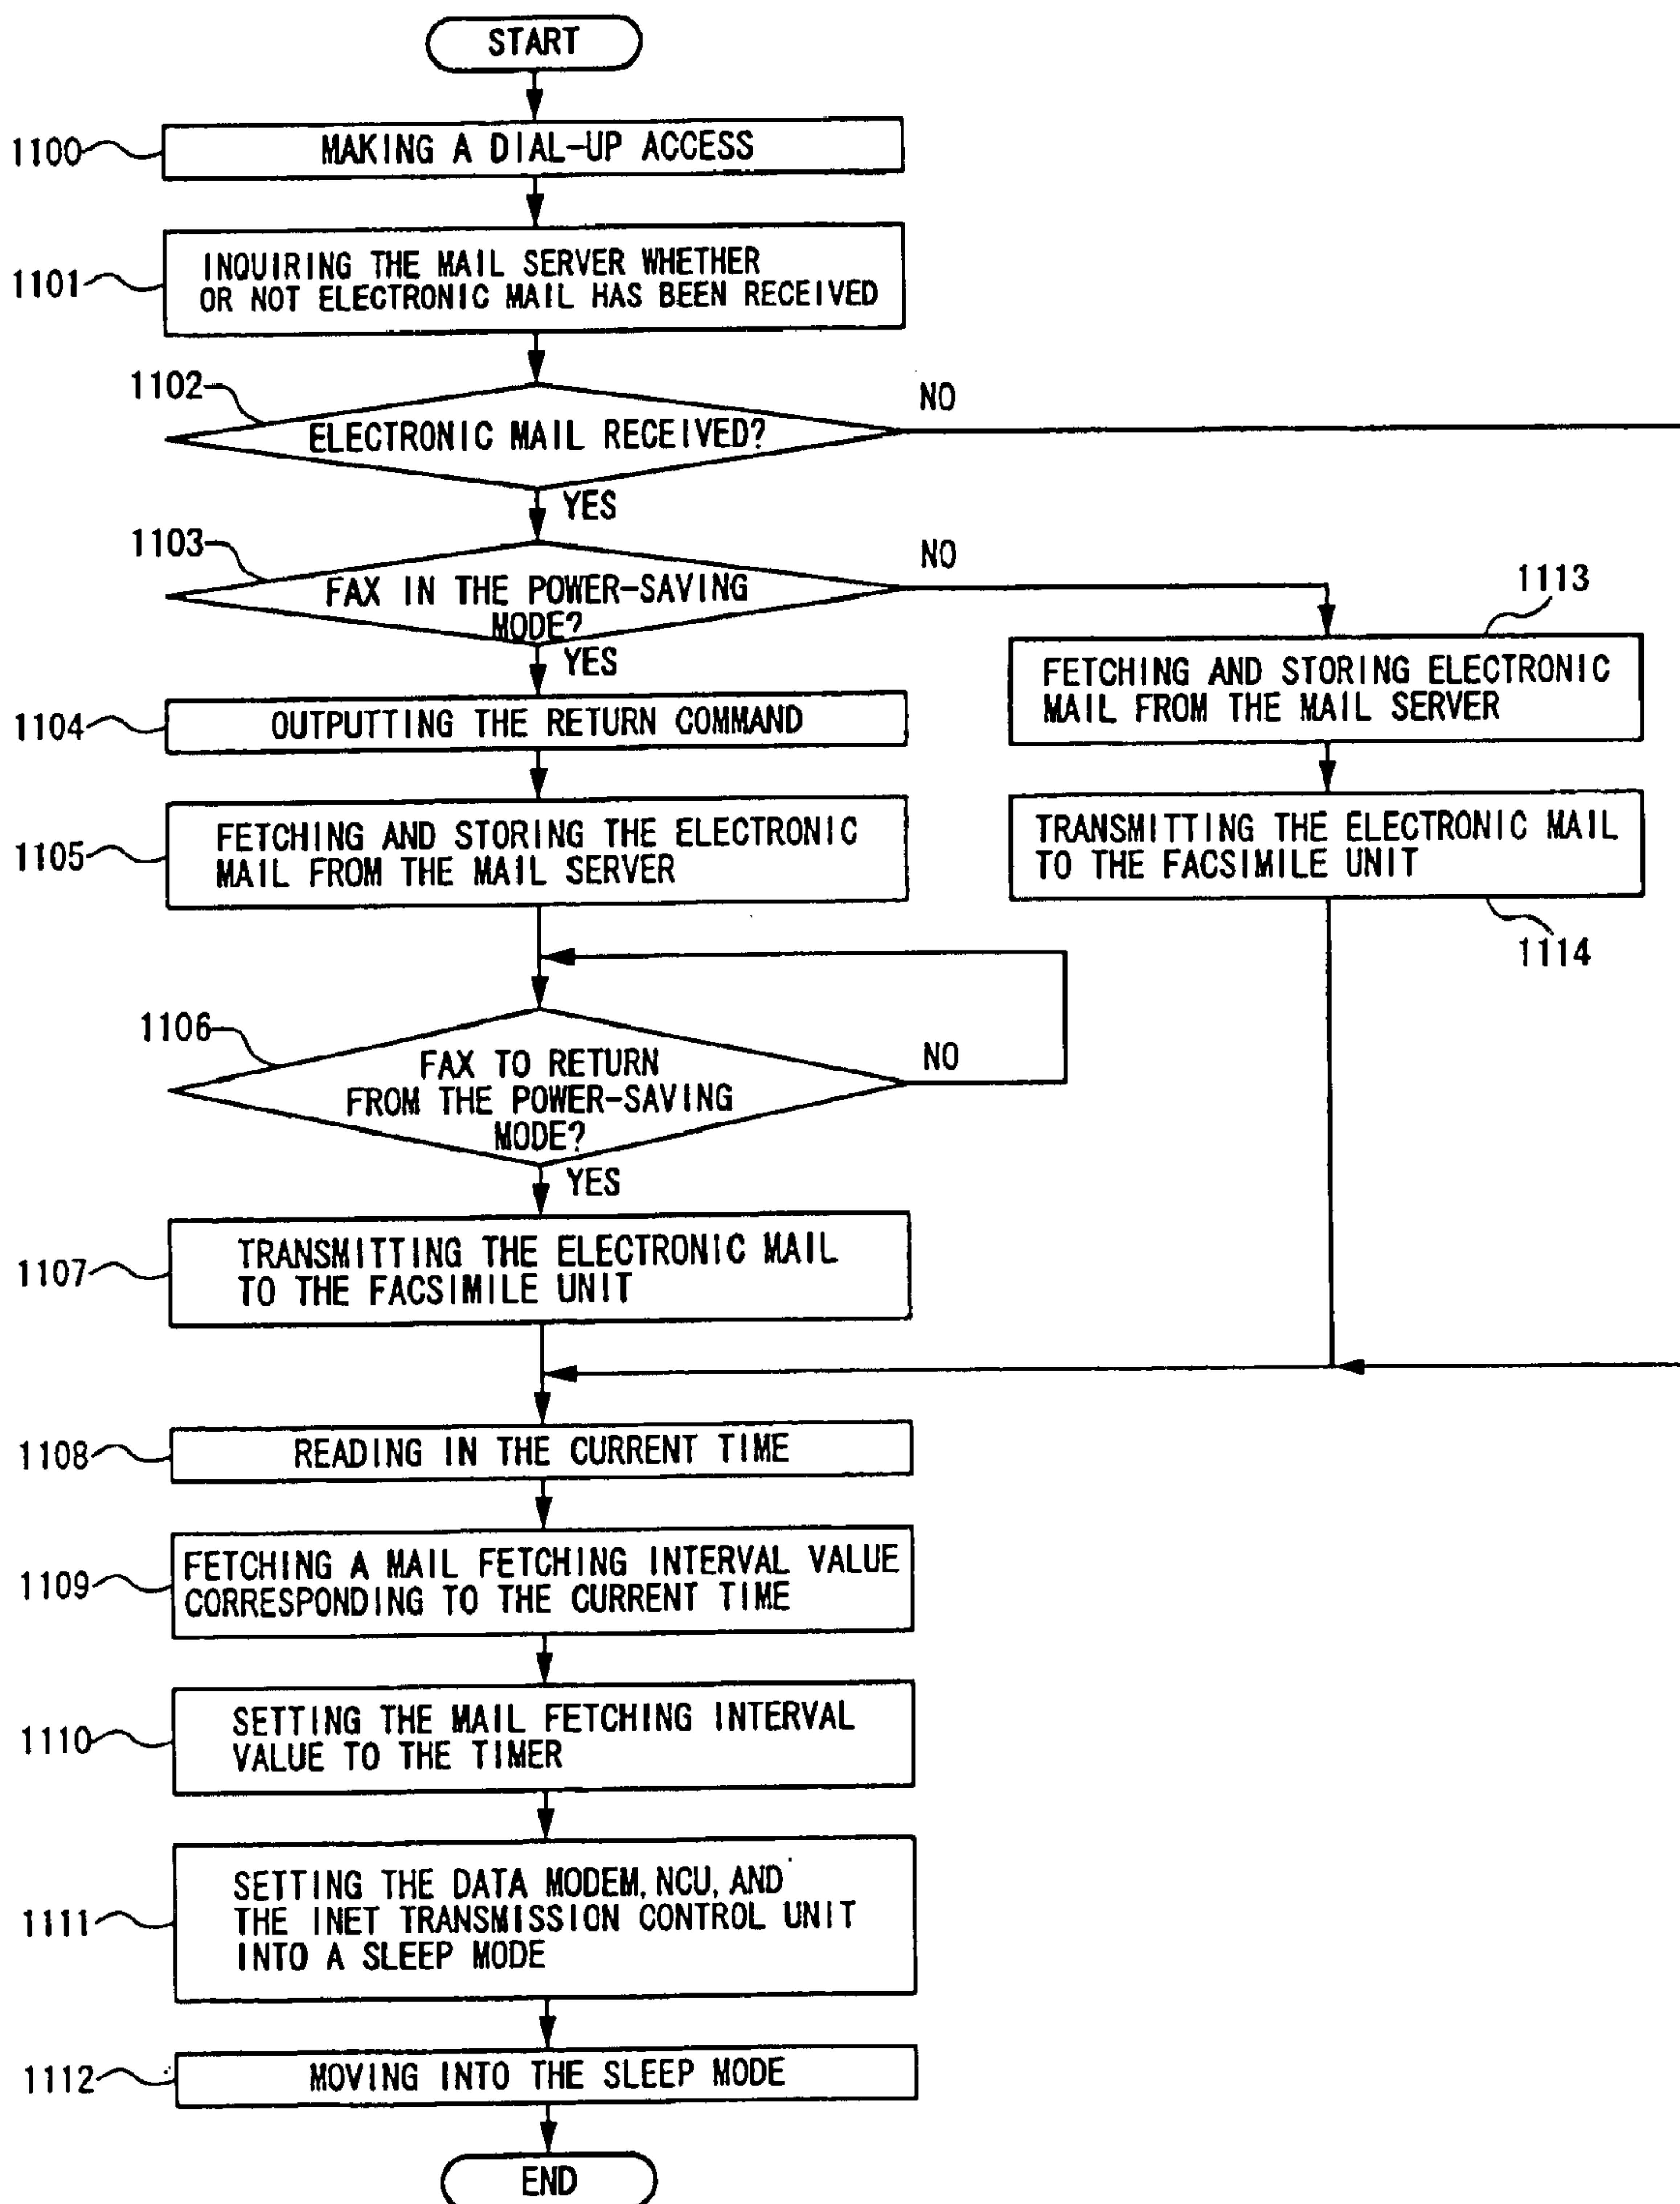 START
1100
MAKING A DIAL-UP ACCESS
1101
INQUIRING THE MAIL SERVER WHETHER
OR NOT ELECTRONIC MAIL HAS BEEN RECEIVED
1102
ELECTRONIC MAIL RECEIVED?
NO
YES
1103
FAX IN THE POWER-SAVING
MODE?
NO
YES
1113
FETCHING AND STORING ELECTRONIC
MAIL FROM THE MAIL SERVER
1104
OUTPUTTING THE RETURN COMMAND
1105
FETCHING AND STORING THE ELECTRONIC
MAIL FROM THE MAIL SERVER
TRANSMITTING THE ELECTRONIC MAIL
TO THE FACSIMILE UNIT
1114
1106
FAX TO RETURN
FROM THE POWER-SAVING
MODE?
NO
YES
1107
TRANSMITTING THE ELECTRONIC MAIL
TO THE FACSIMILE UNIT
1108
READING IN THE CURRENT TIME
1109
FETCHING A MAIL FETCHING INTERVAL VALUE
CORRESPONDING TO THE CURRENT TIME
1110
SETTING THE MAIL FETCHING INTERVAL
VALUE TO THE TIMER
1111
SETTING THE DATA MODEM, NCU, AND
THE INET TRANSMISSION CONTROL UNIT
INTO A SLEEP MODE
1112
MOVING INTO THE SLEEP MODE
END